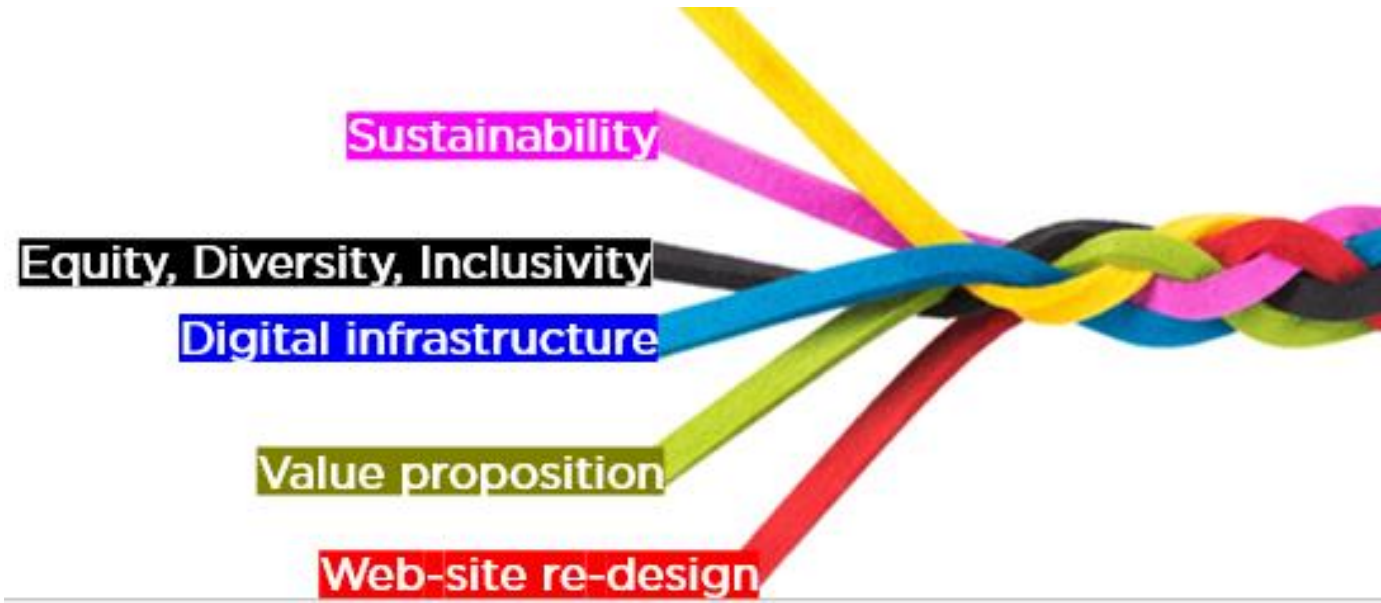 Sustainability
Equity, Diversity, Inclusivity
Digital infrastructure
Value proposition
Web-site re-design